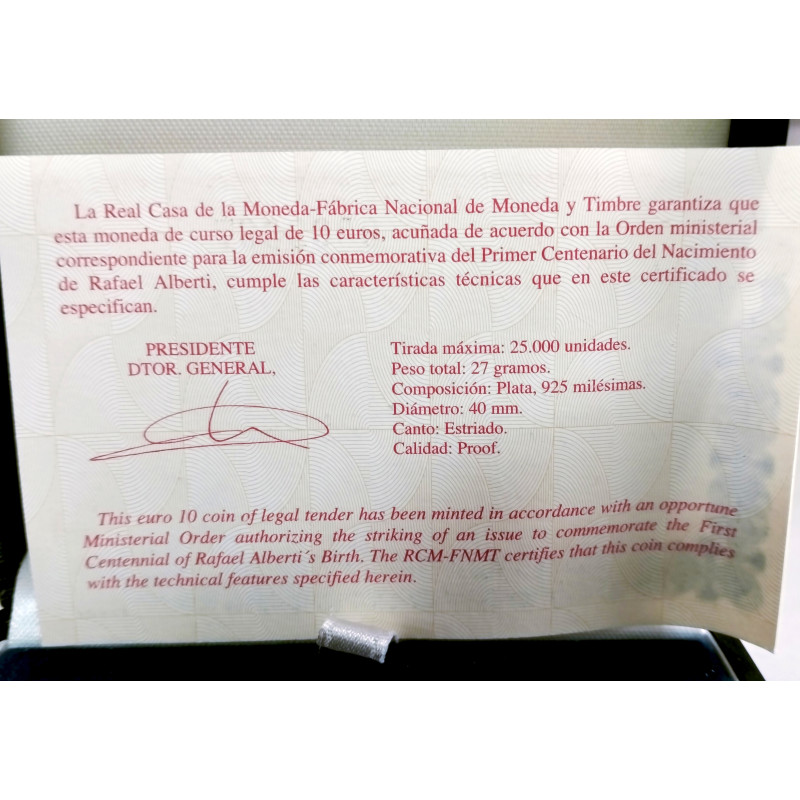 La Real Casa de la Moneda-Fábrica Nacional de Moneda y Timbre garantiza que
esta moneda de curso legal de 10 euros, acuñada de acuerdo con la Orden ministerial
correspondiente para la emisión conmemorativa del Primer Centenario del Nacimiento
de Rafael Alberti, cumple las características técnicas que en este certificado se
especifican.
PRESIDENTE
DTOR. GENERAL,
Tirada máxima: 25.000 unidades.
Peso total: 27 gramos.
Composición: Plata, 925 milésimas.
Diámetro: 40 mm.
Canto: Estriado.
Calidad: Proof.
This euro 10 coin of legal tender has been minted in accordance with an opportune
Ministerial Order authorizing the striking of an issue to commemorate the First
Centennial of Rafael Alberti´s Birth. The RCM-FNMT certifies that this coin complies
with the technical features specified herein.